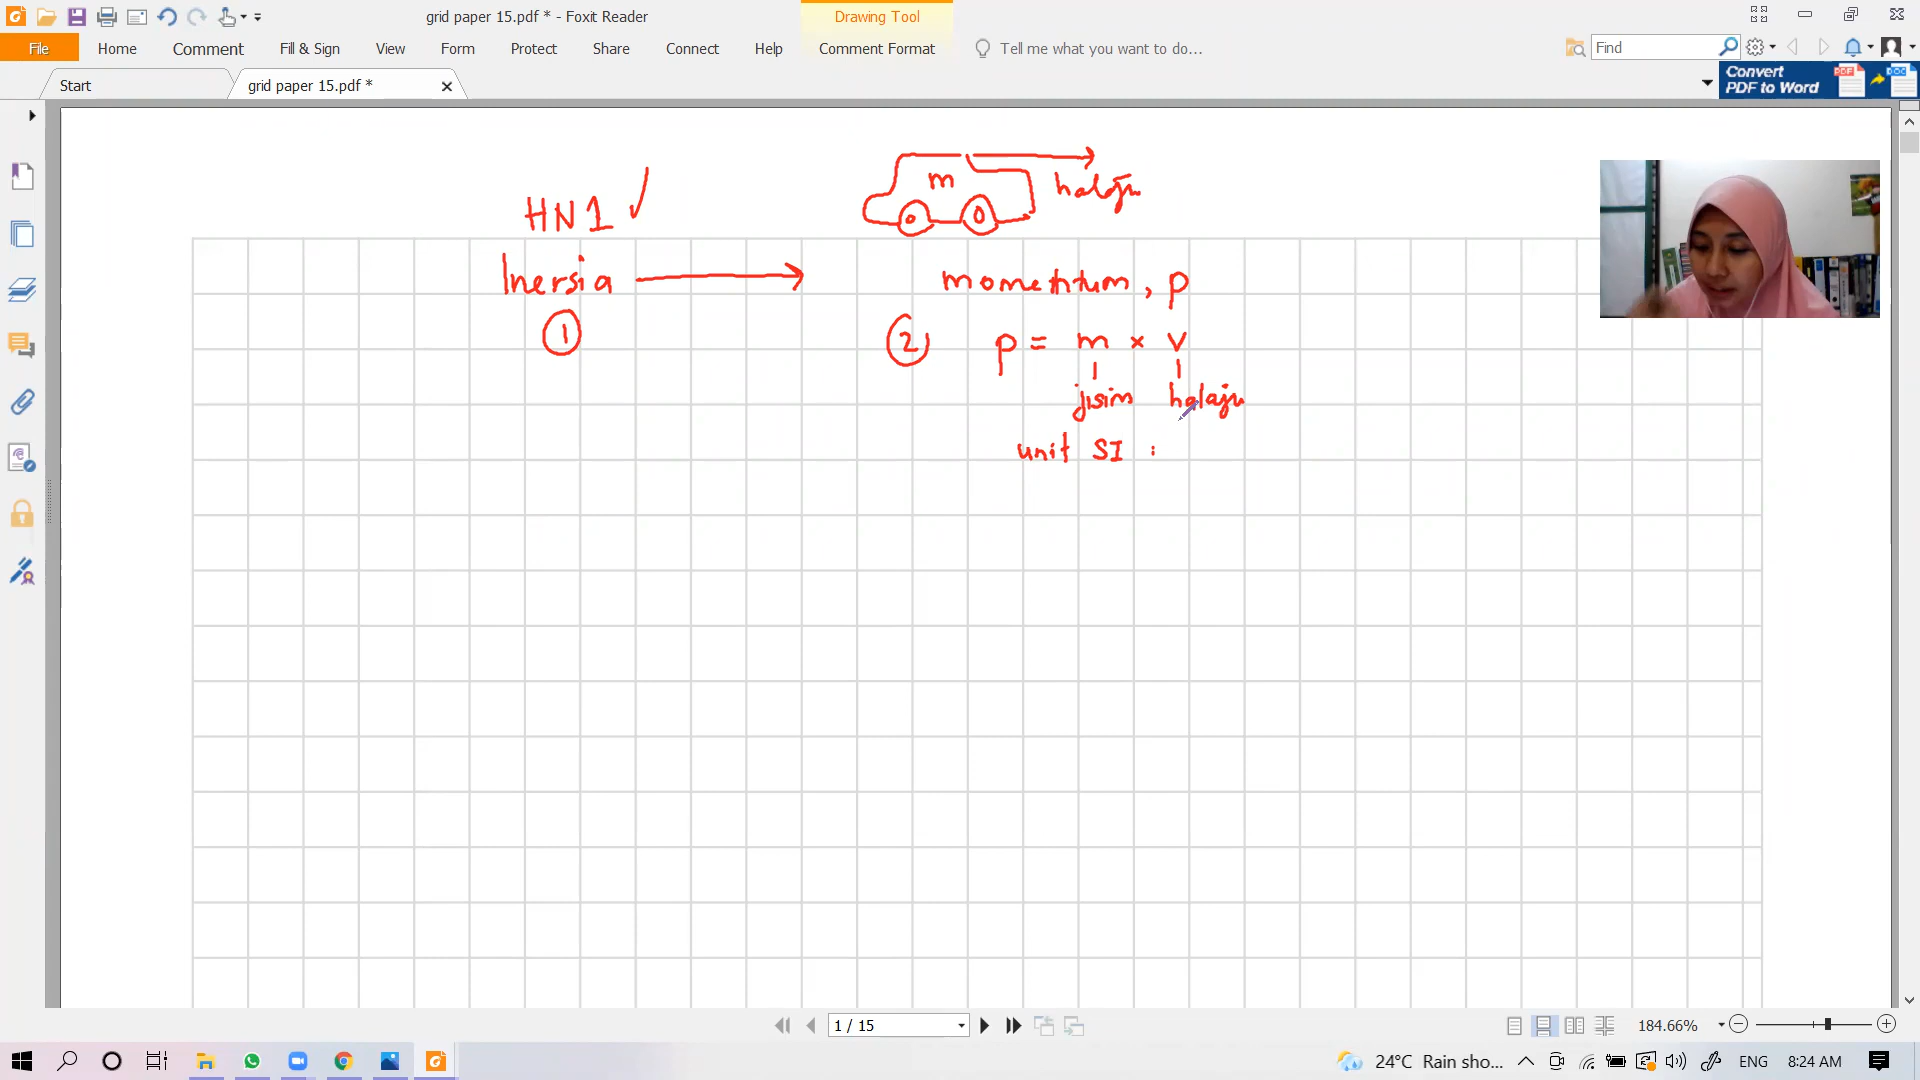 grid paper 15.pdf * - Foxit Reader
Drawing Tool
File Home Comment Fill & Sign View Form Protect Share Connect Help Comment Format Tell me what you want to do... Find
Start grid paper 15.pdf *
Convert PDF to Word
PDF DOC
HN1 ✓
m
halaju
Inersia → momentum, p
① ② p = m × v
jisim halaju
unit SI :
1 / 15
184.66%
24°C Rain sho... ENG 8:24 AM